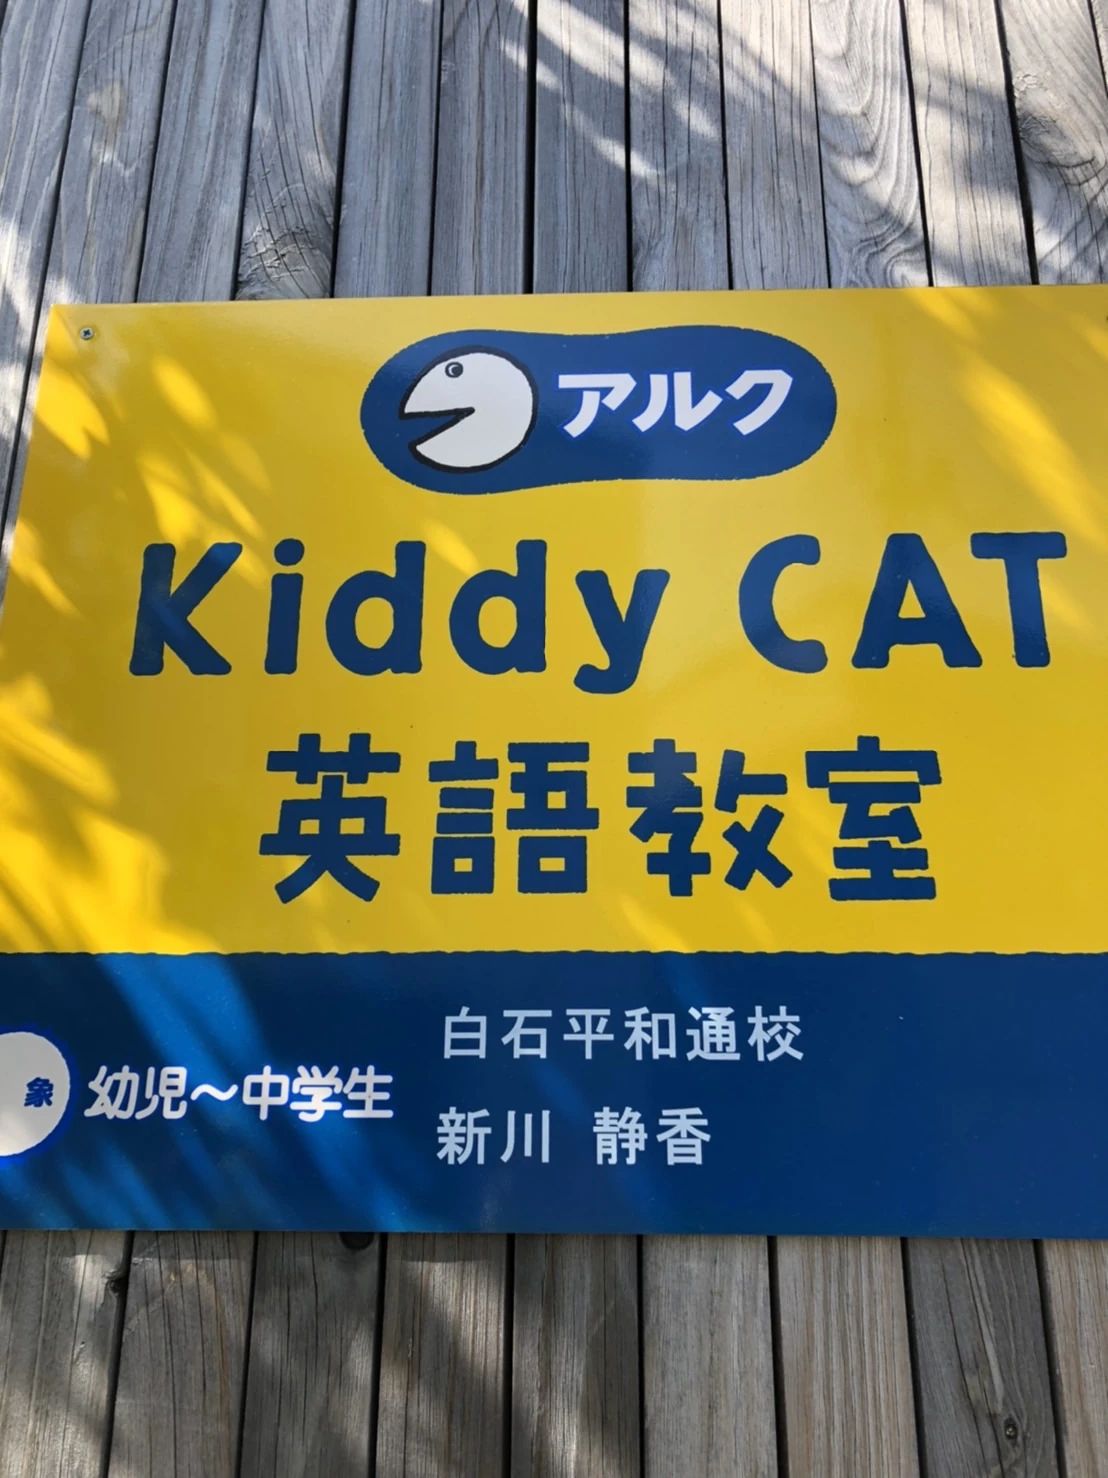 アルク
Kiddy CAT
英語教室
白石平和通校
象 幼児～中学生
新川 静香